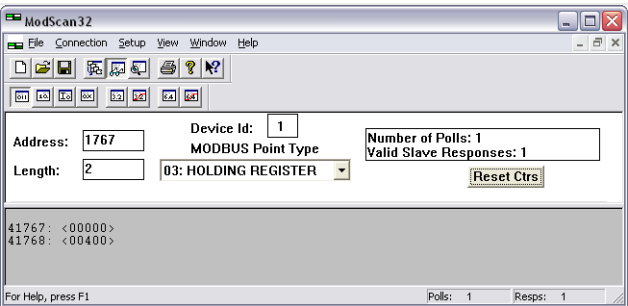 ModScan32
File Connection Setup View Window Help
Address: 1767
Device Id: 1
MODBUS Point Type
Length: 2
03: HOLDING REGISTER
Number of Polls: 1
Valid Slave Responses: 1
Reset Ctrs
41767: <00000>
41768: <00400>
For Help, press F1
Polls: 1
Resps: 1